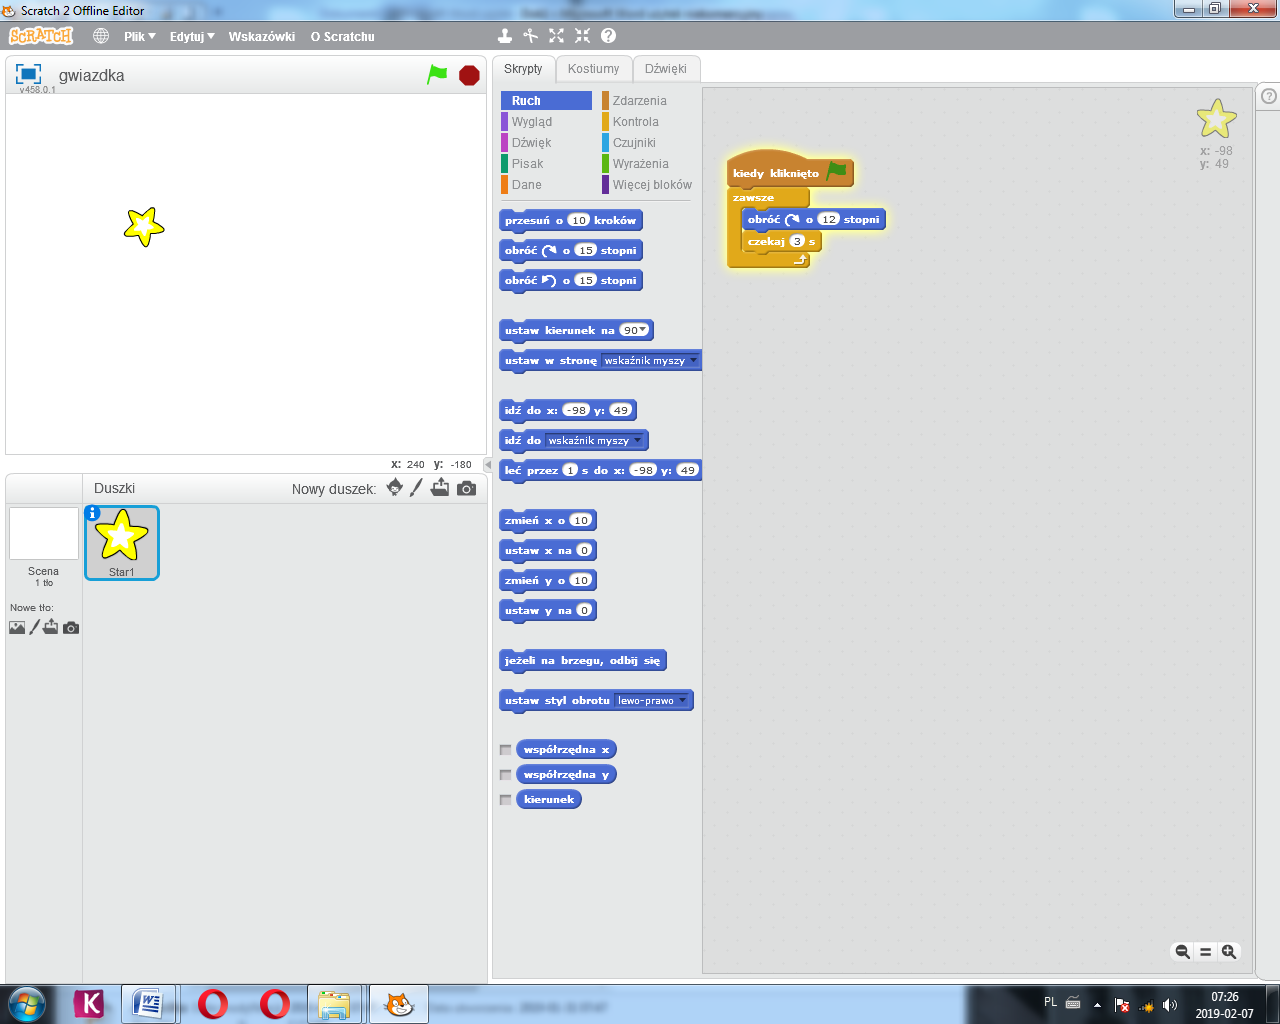 Scratch 2 Offline Editor
SCRATCH Plik Edytuj Wskazówki O Scratchu
gwiazdka
v458.0.1
x: 240 y: -180
Duszki Nowy duszek:
Scena
1 tło
Nowe tło:
Star1
Skrypty Kostiumy Dźwięki
Ruch Zdarzenia
Wygląd Kontrola
Dźwięk Czujniki
Pisak Wyrażenia
Dane Więcej bloków
przesuń o 10 kroków
obróć o 15 stopni
obróć o 15 stopni
ustaw kierunek na 90
ustaw w stronę wskaźnik myszy
idź do x: -98 y: 49
idź do wskaźnik myszy
leć przez 1 s do x: -98 y: 49
zmień x o 10
ustaw x na 0
zmień y o 10
ustaw y na 0
jeżeli na brzegu, odbij się
ustaw styl obrotu lewo-prawo
współrzędna x
współrzędna y
kierunek
kiedy kliknięto
zawsze
obróć o 12 stopni
czekaj 3 s
x: -98
y: 49
PL 07:26
2019-02-07